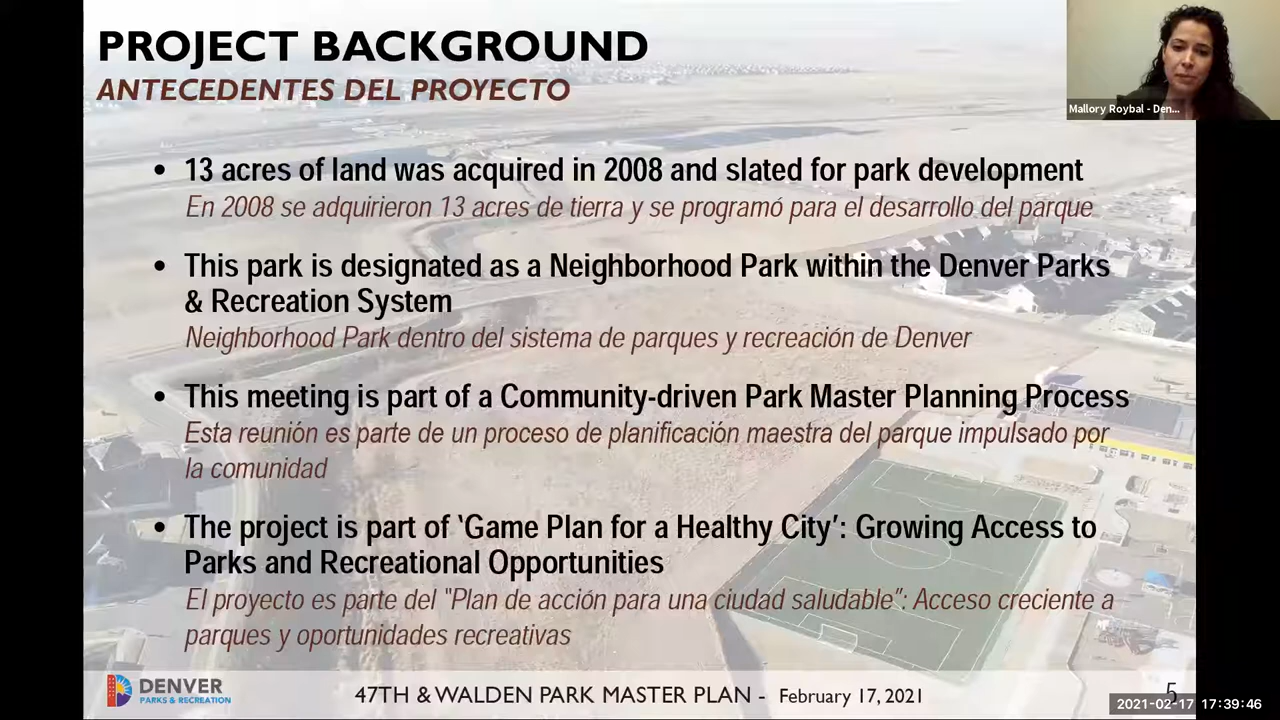 PROJECT BACKGROUND
ANTECEDENTES DEL PROYECTO
Mallory Roybal - Den...
• 13 acres of land was acquired in 2008 and slated for park development
En 2008 se adquirieron 13 acres de tierra y se programó para el desarrollo del parque
• This park is designated as a Neighborhood Park within the Denver Parks
& Recreation System
Neighborhood Park dentro del sistema de parques y recreación de Denver
• This meeting is part of a Community-driven Park Master Planning Process
Esta reunión es parte de un proceso de planificación maestra del parque impulsado por
la comunidad
• The project is part of ‘Game Plan for a Healthy City’: Growing Access to
Parks and Recreational Opportunities
El proyecto es parte del "Plan de acción para una ciudad saludable": Acceso creciente a
parques y oportunidades recreativas
DENVER
PARKS & RECREATION
47TH & WALDEN PARK MASTER PLAN - February 17, 2021
5
2021-02-17 17:39:46